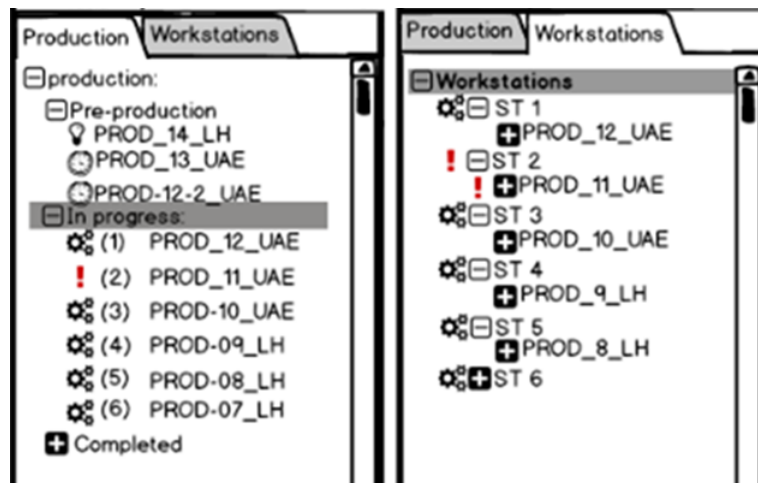 Production Workstations
production:
Pre-production
PROD_14_LH
PROD_13_UAE
PROD-12-2_UAE
In progress:
(1) PROD_12_UAE
! (2) PROD_11_UAE
(3) PROD-10_UAE
(4) PROD-09_LH
(5) PROD-08_LH
(6) PROD-07_LH
Completed
Production Workstations
Workstations
ST 1
PROD_12_UAE
! ST 2
! PROD_11_UAE
ST 3
PROD_10_UAE
ST 4
PROD_9_LH
ST 5
PROD_8_LH
ST 6